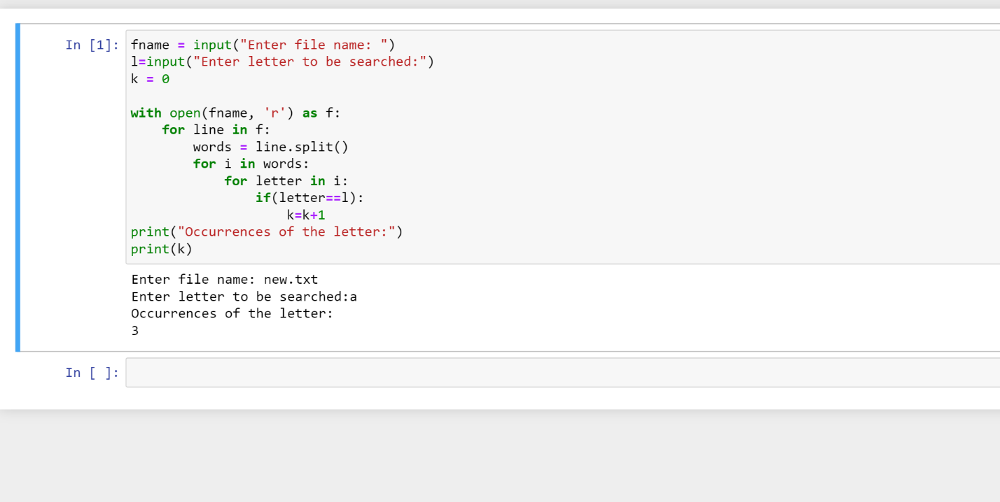 In [1]: fname = input("Enter file name: ")
l=input("Enter letter to be searched:")
k = 0

with open(fname, 'r') as f:
    for line in f:
        words = line.split()
        for i in words:
            for letter in i:
                if(letter==l):
                    k=k+1
print("Occurrences of the letter:")
print(k)
Enter file name: new.txt
Enter letter to be searched:a
Occurrences of the letter:
3
In [ ]: